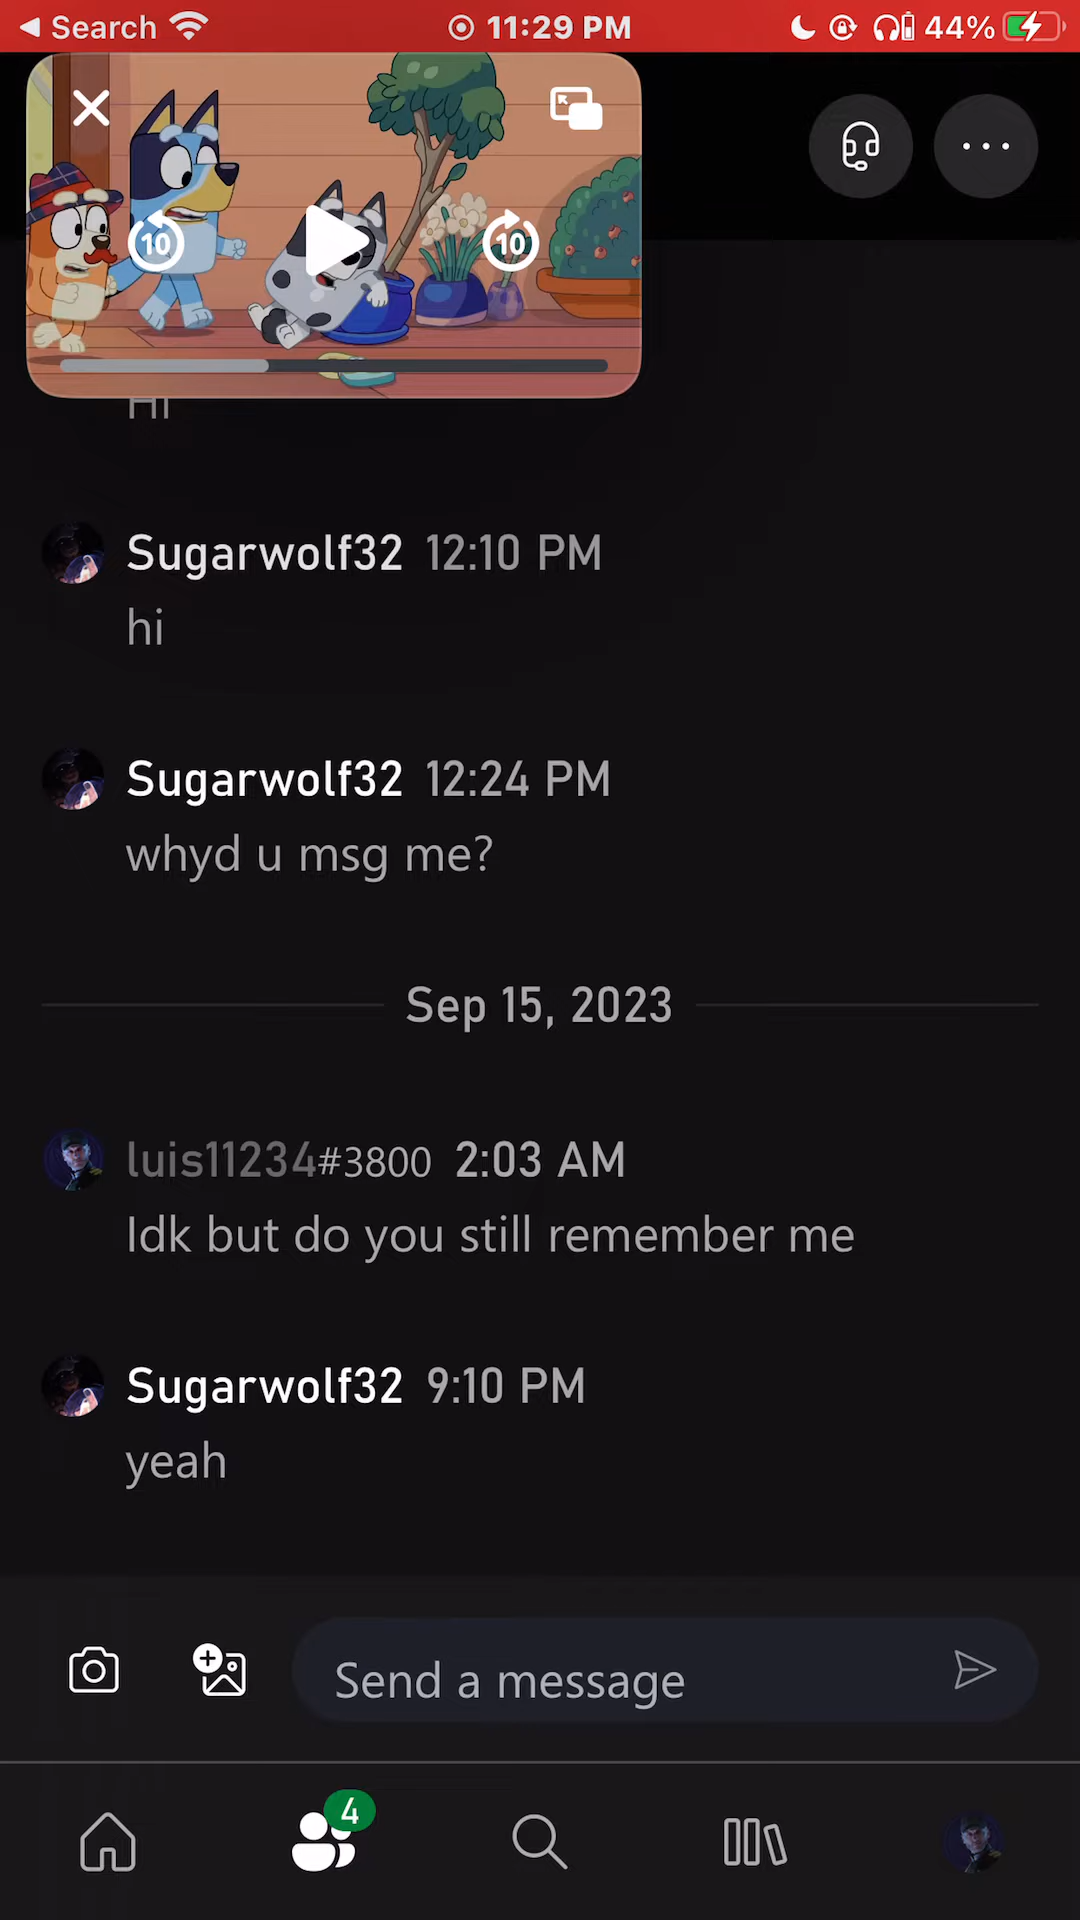 Search
11:29 PM
44%
10
10
Hi
Sugarwolf32 12:10 PM
hi
Sugarwolf32 12:24 PM
whyd u msg me?
Sep 15, 2023
luis11234#3800 2:03 AM
Idk but do you still remember me
Sugarwolf32 9:10 PM
yeah
Send a message
4